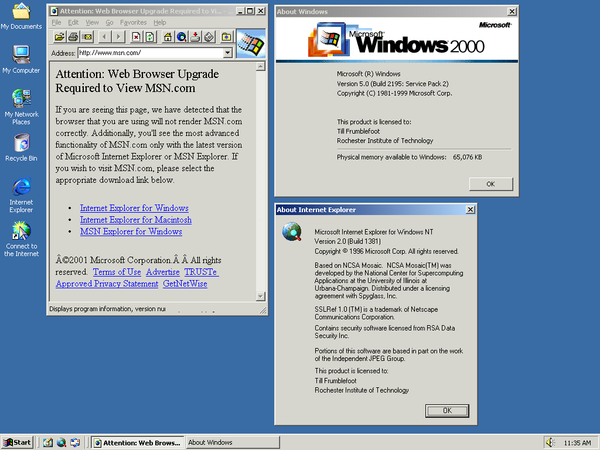 My Documents
My Computer
My Network
Places
Recycle Bin
Internet
Explorer
Connect to
the Internet
Attention: Web Browser Upgrade Required to V...
File Edit View Go Favorites Help
Address: http://www.msn.com/
Attention: Web Browser Upgrade
Required to View MSN.com
If you are seeing this page, we have detected that the
browser that you are using will not render MSN.com
correctly. Additionally, you'll see the most advanced
functionality of MSN.com only with the latest
version of Microsoft Internet Explorer or MSN Explorer. If
you wish to visit MSN.com, please select the
appropriate download link below.
Internet Explorer for Windows
Internet Explorer for Macintosh
MSN Explorer for Windows
Â©2001 Microsoft Corporation.Â Â All rights
reserved. Terms of Use Advertise TRUSTe
Approved Privacy Statement GetNetWise
Displays program information, version nu
About Windows
Microsoft
Microsoft
Windows 2000
Microsoft (R) Windows
Version 5.0 (Build 2195: Service Pack 2)
Copyright (C) 1981-1999 Microsoft Corp.
This product is licensed to:
Till Frumblefoot
Rochester Institute of Technology
Physical memory available to Windows: 65,076 KB
OK
About Internet Explorer
Microsoft Internet Explorer for Windows NT
Version 2.0 (Build 1381)
Copyright © 1996 Microsoft Corp. All rights reserved.
Based on NCSA Mosaic. NCSA Mosaic(TM) was
developed by the National Center for Supercomputing
Applications at the University of Illinois at
Urbana-Champaign. Distributed under a licensing
agreement with Spyglass, Inc.
SSLRef 1.0 (TM) is a trademark of Netscape
Communications Corporation.
Contains security software licensed from RSA Data
Security Inc.
Portions of this software are based in part on the work
of the Independent JPEG Group.
This product is licensed to:
Till Frumblefoot
Rochester Institute of Technology
OK
Start
Attention: Web Brows...
About Windows
11:35 AM